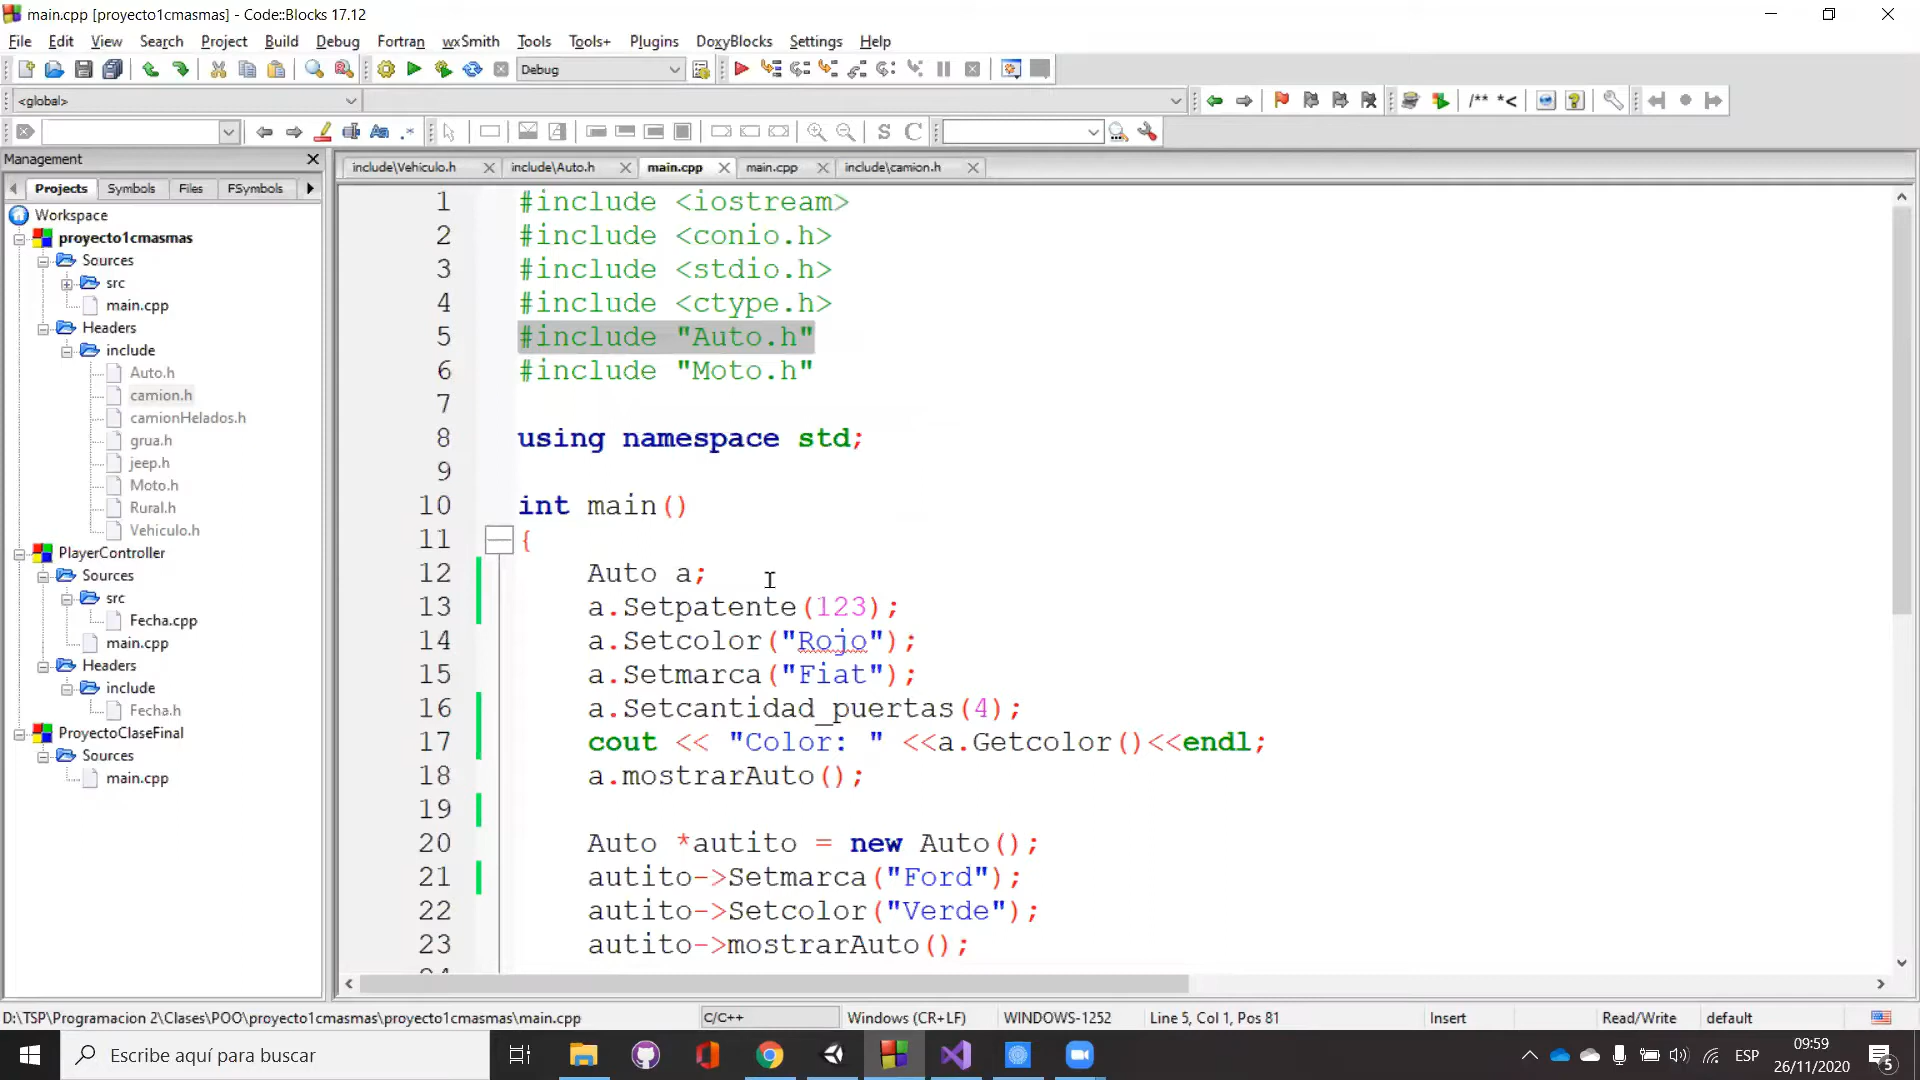 main.cpp [proyecto1cmasmas] - Code::Blocks 17.12
File Edit View Search Project Build Debug Fortran wxSmith Tools Tools+ Plugins DoxyBlocks Settings Help
Debug
<global>
/** *<
Management
include\Vehiculo.h include\Auto.h main.cpp main.cpp include\camion.h
Projects Symbols Files FSymbols
Workspace
proyecto1cmasmas
Sources
src
main.cpp
Headers
include
Auto.h
camion.h
camionHelados.h
grua.h
jeep.h
Moto.h
Rural.h
Vehiculo.h
PlayerController
Sources
src
Fecha.cpp
main.cpp
Headers
include
Fecha.h
ProyectoClaseFinal
Sources
main.cpp
1 #include <iostream>
2 #include <conio.h>
3 #include <stdio.h>
4 #include <ctype.h>
5 #include "Auto.h"
6 #include "Moto.h"
7
8 using namespace std;
9
10 int main()
11 {
12 Auto a;
13 a.Setpatente(123);
14 a.Setcolor("Rojo");
15 a.Setmarca("Fiat");
16 a.Setcantidad_puertas(4);
17 cout << "Color: " <<a.Getcolor()<<endl;
18 a.mostrarAuto();
19
20 Auto *autito = new Auto();
21 autito->Setmarca("Ford");
22 autito->Setcolor("Verde");
23 autito->mostrarAuto();
D:\TSP\Programacion 2\Clases\POO\proyecto1cmasmas\proyecto1cmasmas\main.cpp C/C++ Windows (CR+LF) WINDOWS-1252 Line 5, Col 1, Pos 81 Insert Read/Write default
Escribe aquí para buscar
ESP
09:59
26/11/2020
5